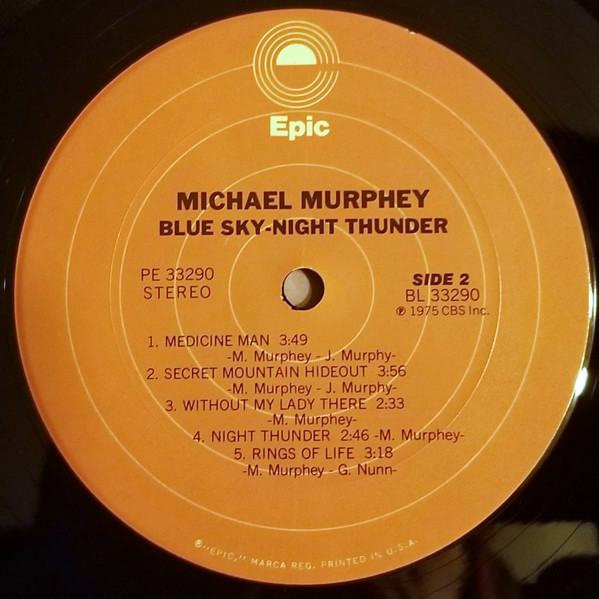 Epic
MICHAEL MURPHEY
BLUE SKY-NIGHT THUNDER
PE 33290
STEREO
SIDE 2
BL 33290
℗ 1975 CBS Inc.
1. MEDICINE MAN 3:49
-M. Murphey - J. Murphy-
2. SECRET MOUNTAIN HIDEOUT 3:56
-M. Murphey - J. Murphy-
3. WITHOUT MY LADY THERE 2:33
-M. Murphey-
4. NIGHT THUNDER 2:46 -M. Murphey-
5. RINGS OF LIFE 3:18
-M. Murphey - G. Nunn-
®"EPIC," MARCA REG. PRINTED IN U.S.A.